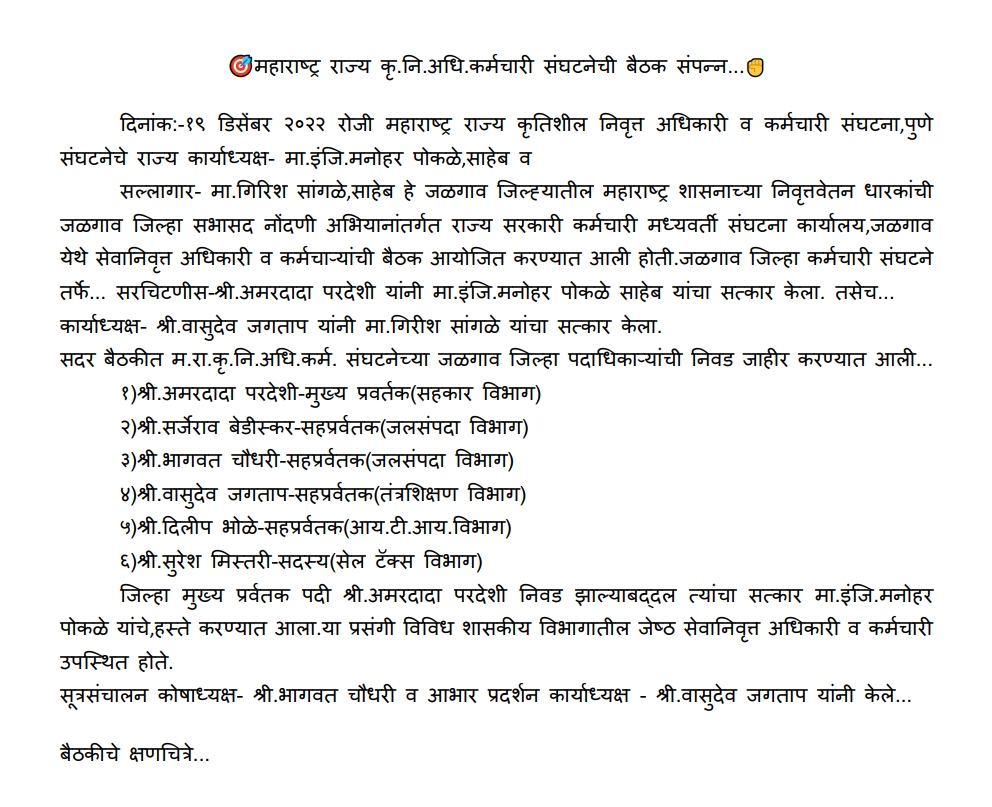 🎯महाराष्ट्र राज्य कृ.नि.अधि.कर्मचारी संघटनेची बैठक संपन्न...✊
दिनांक:-१९ डिसेंबर २०२२ रोजी महाराष्ट्र राज्य कृतिशील निवृत्त अधिकारी व कर्मचारी संघटना,पुणे
संघटनेचे राज्य कार्याध्यक्ष- मा.इंजि.मनोहर पोकळे,साहेब व
सल्लागार- मा.गिरिश सांगळे,साहेब हे जळगाव जिल्ह्यातील महाराष्ट्र शासनाच्या निवृत्तवेतन धारकांची
जळगाव जिल्हा सभासद नोंदणी अभियानांतर्गत राज्य सरकारी कर्मचारी मध्यवर्ती संघटना कार्यालय,जळगाव
येथे सेवानिवृत्त अधिकारी व कर्मचाऱ्यांची बैठक आयोजित करण्यात आली होती.जळगाव जिल्हा कर्मचारी संघटने
तर्फे... सरचिटणीस-श्री.अमरदादा परदेशी यांनी मा.इंजि.मनोहर पोकळे साहेब यांचा सत्कार केला. तसेच...
कार्याध्यक्ष- श्री.वासुदेव जगताप यांनी मा.गिरीश सांगळे यांचा सत्कार केला.
सदर बैठकीत म.रा.कृ.नि.अधि.कर्म. संघटनेच्या जळगाव जिल्हा पदाधिकाऱ्यांची निवड जाहीर करण्यात आली...
१)श्री.अमरदादा परदेशी-मुख्य प्रवर्तक(सहकार विभाग)
२)श्री.सर्जेराव बेडीस्कर-सहप्रर्वतक(जलसंपदा विभाग)
३)श्री.भागवत चौधरी-सहप्रर्वतक(जलसंपदा विभाग)
४)श्री.वासुदेव जगताप-सहप्रर्वतक(तंत्रशिक्षण विभाग)
५)श्री.दिलीप भोळे-सहप्रर्वतक(आय.टी.आय.विभाग)
६)श्री.सुरेश मिस्तरी-सदस्य(सेल टॅक्स विभाग)
जिल्हा मुख्य प्रर्वतक पदी श्री.अमरदादा परदेशी निवड झाल्याबद्दल त्यांचा सत्कार मा.इंजि.मनोहर
पोकळे यांचे,हस्ते करण्यात आला.या प्रसंगी विविध शासकीय विभागातील जेष्ठ सेवानिवृत्त अधिकारी व कर्मचारी
उपस्थित होते.
सूत्रसंचालन कोषाध्यक्ष- श्री.भागवत चौधरी व आभार प्रदर्शन कार्याध्यक्ष - श्री.वासुदेव जगताप यांनी केले...
बैठकीचे क्षणचित्रे...